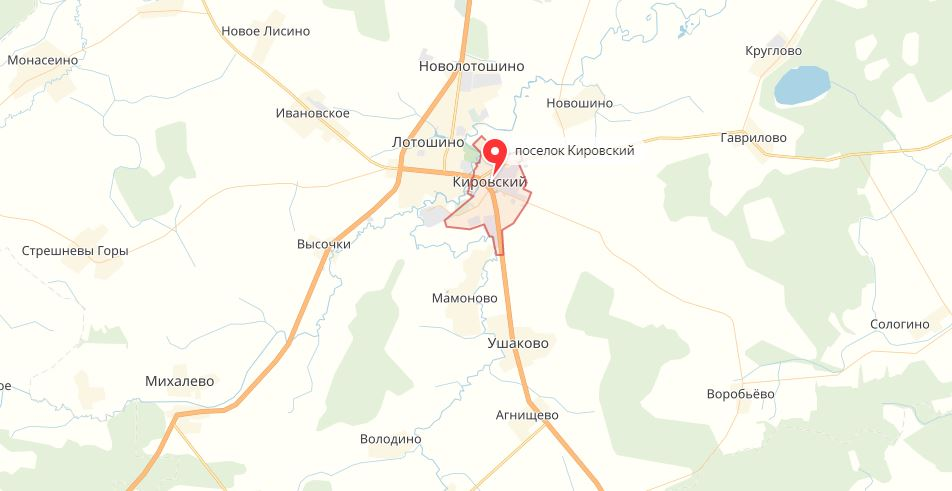 Новое Лисино
Монасеино
Круглово
Новолотошино
Новошино
Ивановское
Гаврилово
Лотошино
поселок Кировский
Кировский
Высочки
Стрешневы Горы
Мамоново
Сологино
Ушаково
Михалево
ое
Воробьёво
Агнищево
Володино